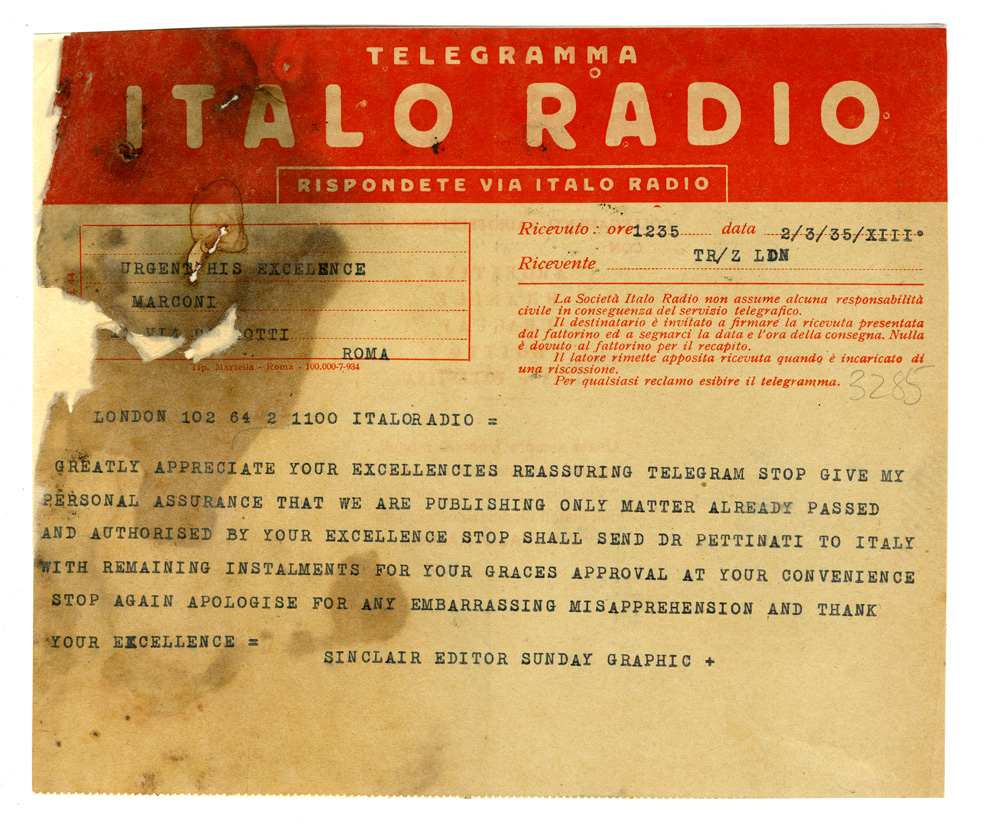 TELEGRAMMA
ITALO RADIO
RISPONDETE VIA ITALO RADIO
Ricevuto: ore 1235 data 2/3/35/XIII°
Ricevente TR/Z LDN
URGENT HIS EXCELENCE
MARCONI
VIA OTTI
ROMA
Tip. Martella - Roma - 100.000-7-934
La Società Italo Radio non assume alcuna responsabilità
civile in conseguenza del servizio telegrafico.
Il destinatario è invitato a firmare la ricevuta presentata
dal fattorino ed a segnarci la data e l'ora della consegna. Nulla
è dovuto al fattorino per il recapito.
Il latore rimette apposita ricevuta quando è incaricato di
una riscossione.
Per qualsiasi reclamo esibire il telegramma.
3285
LONDON 102 64 2 1100 ITALORADIO =
GREATLY APPRECIATE YOUR EXCELLENCIES REASSURING TELEGRAM STOP GIVE MY
PERSONAL ASSURANCE THAT WE ARE PUBLISHING ONLY MATTER ALREADY PASSED
AND AUTHORISED BY YOUR EXCELLENCE STOP SHALL SEND DR PETTINATI TO ITALY
WITH REMAINING INSTALMENTS FOR YOUR GRACES APPROVAL AT YOUR CONVENIENCE
STOP AGAIN APOLOGISE FOR ANY EMBARRASSING MISAPPREHENSION AND THANK
YOUR EXCELLENCE =
SINCLAIR EDITOR SUNDAY GRAPHIC +